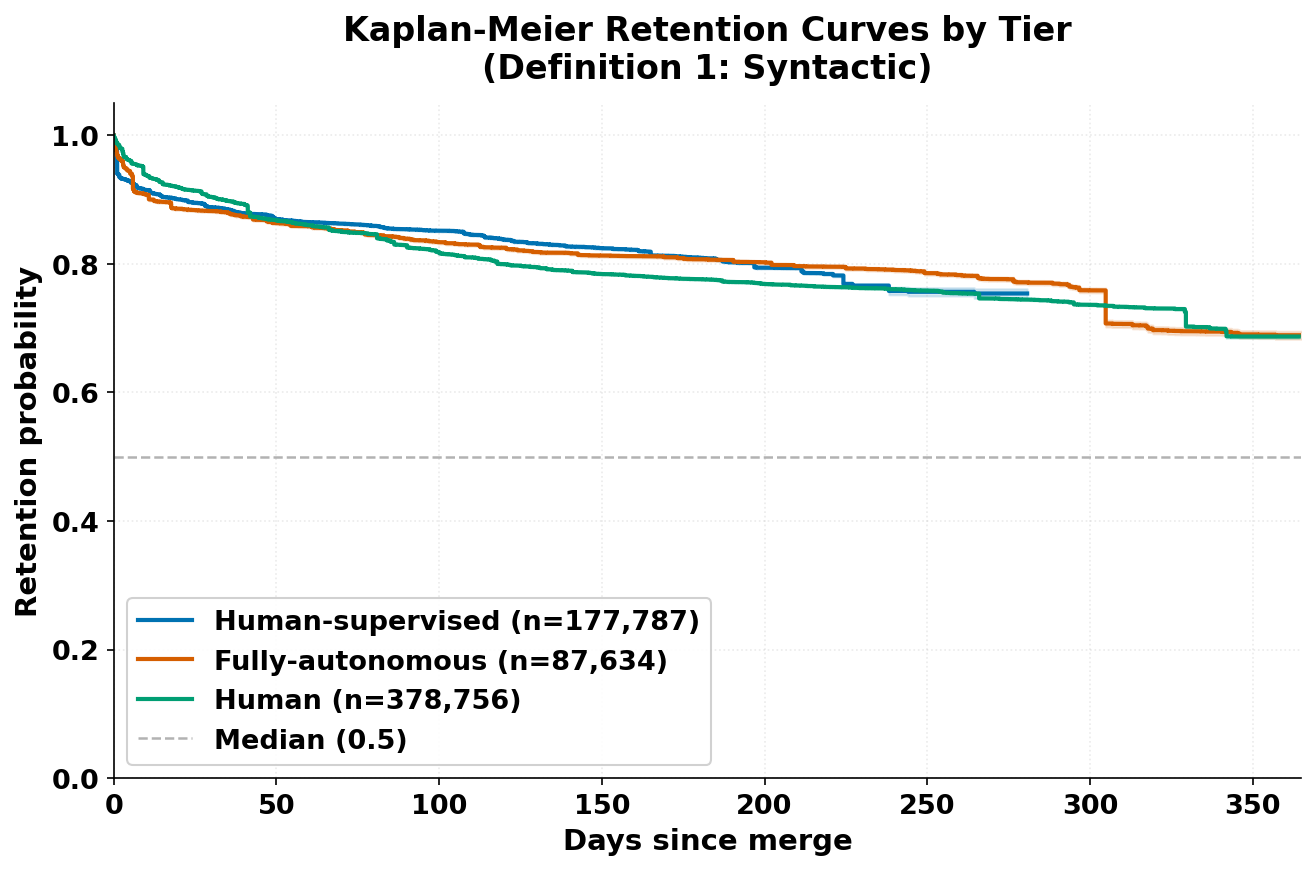 Kaplan-Meier Retention Curves by Tier
(Definition 1: Syntactic)
Retention probability
1.0
0.8
0.6
0.4
0.2
0.0
Human-supervised (n=177,787)
Fully-autonomous (n=87,634)
Human (n=378,756)
Median (0.5)
0 50 100 150 200 250 300 350
Days since merge